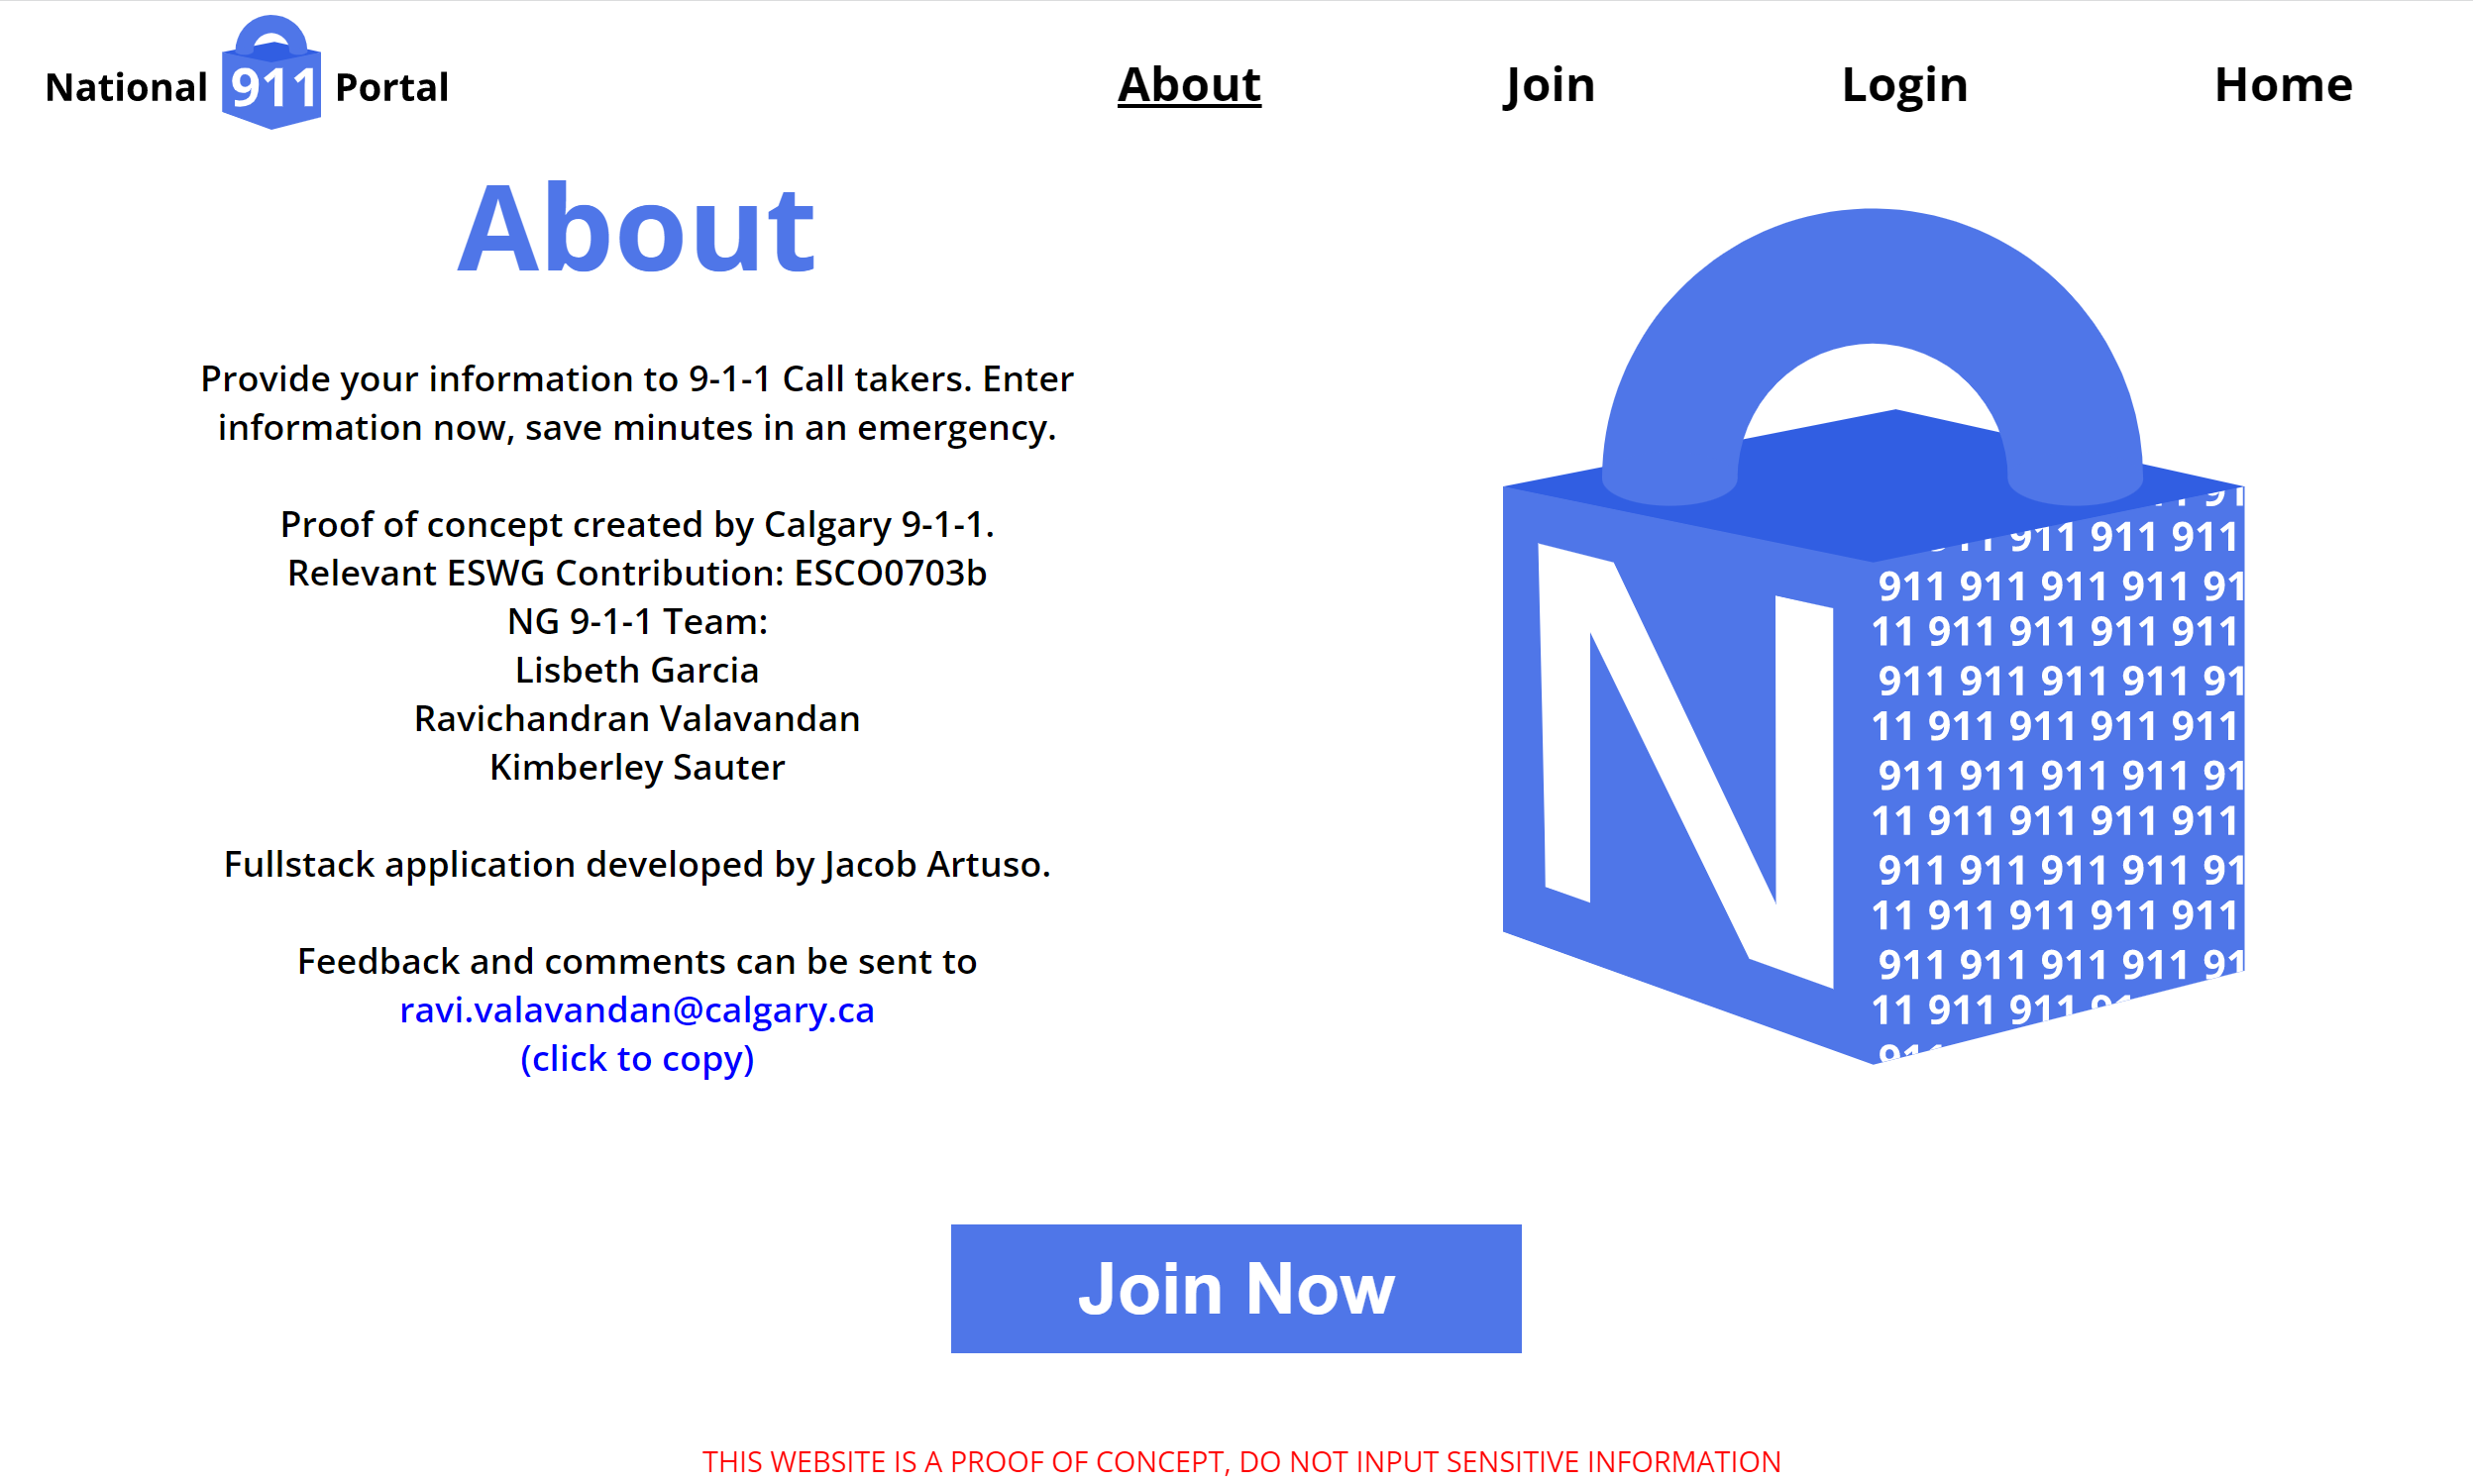 National 911 Portal
About
Join
Login
Home
About
Provide your information to 9-1-1 Call takers. Enter
information now, save minutes in an emergency.
Proof of concept created by Calgary 9-1-1.
Relevant ESWG Contribution: ESCO0703b
NG 9-1-1 Team:
Lisbeth Garcia
Ravichandran Valavandan
Kimberley Sauter
Fullstack application developed by Jacob Artuso.
Feedback and comments can be sent to
ravi.valavandan@calgary.ca
(click to copy)
N
91
911 911 911
911 911 911 911 91
11 911 911 911 911
911 911 911 911 91
11 911 911 911 911
911 911 911 911 91
11 911 911 911 911
911 911 911 911 91
11 911 911 911 911
911 911 911 911 91
11 911 911 91
911
Join Now
THIS WEBSITE IS A PROOF OF CONCEPT, DO NOT INPUT SENSITIVE INFORMATION